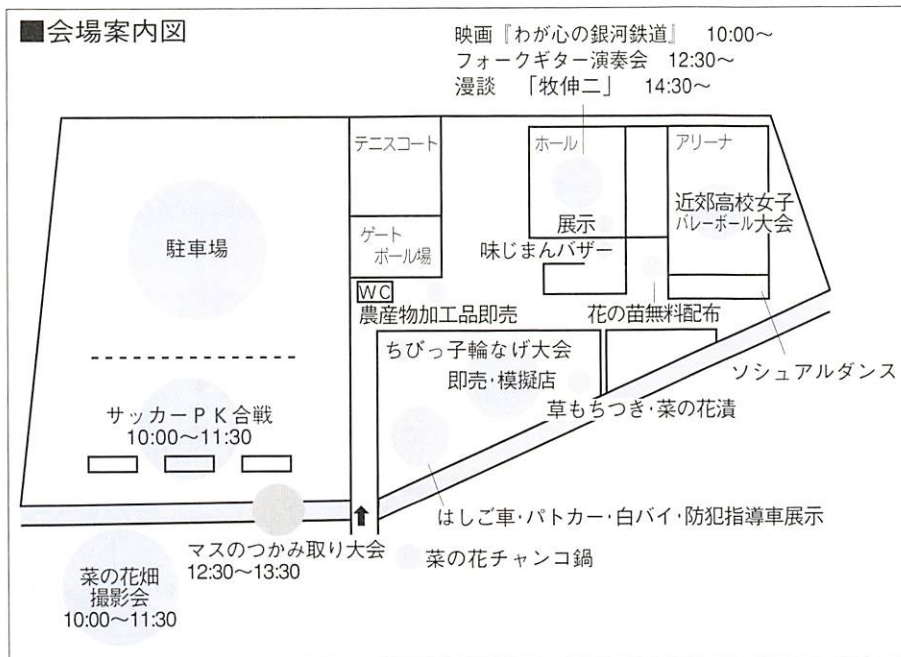 ■会場案内図
映画『わが心の銀河鉄道』 10:00～
フォークギター演奏会 12:30～
漫談 「牧伸二」 14:30～
テニスコート
ホール
アリーナ
近郊高校女子
バレーボール大会
駐車場
ゲート
ボール場
展示
味じまんバザー
WC
農産物加工品即売
花の苗無料配布
ちびっ子輪なげ大会
即売・模擬店
ソシュアルダンス
草もちつき・菜の花漬
サッカーPK合戦
10:00～11:30
はしご車・パトカー・白バイ・防犯指導車展示
マスのつかみ取り大会
12:30～13:30
菜の花チャンコ鍋
菜の花畑
撮影会
10:00～11:30